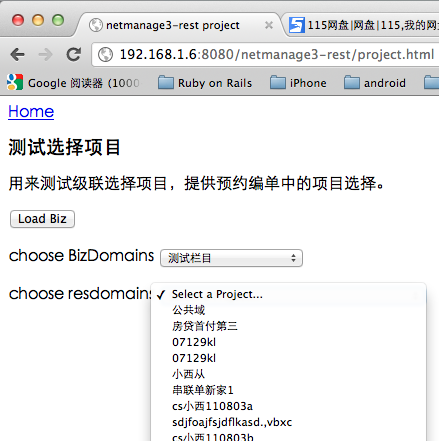 netmanage3-rest project
115网盘|网盘|115,我的网
192.168.1.6:8080/netmanage3-rest/project.html
Google 阅读器 (1000 Ruby on Rails iPhone android
Home
测试选择项目
用来测试级联选择项目，提供预约编单中的项目选择。
Load Biz
choose BizDomains 测试栏目
choose resdomains ✓ Select a Project...
公共域
房贷首付第三
07129kl
07129kl
小西从
串联单新家1
cs小西110803a
sdjfoajfsjdflkasd.,vbxc
cs小西110803b